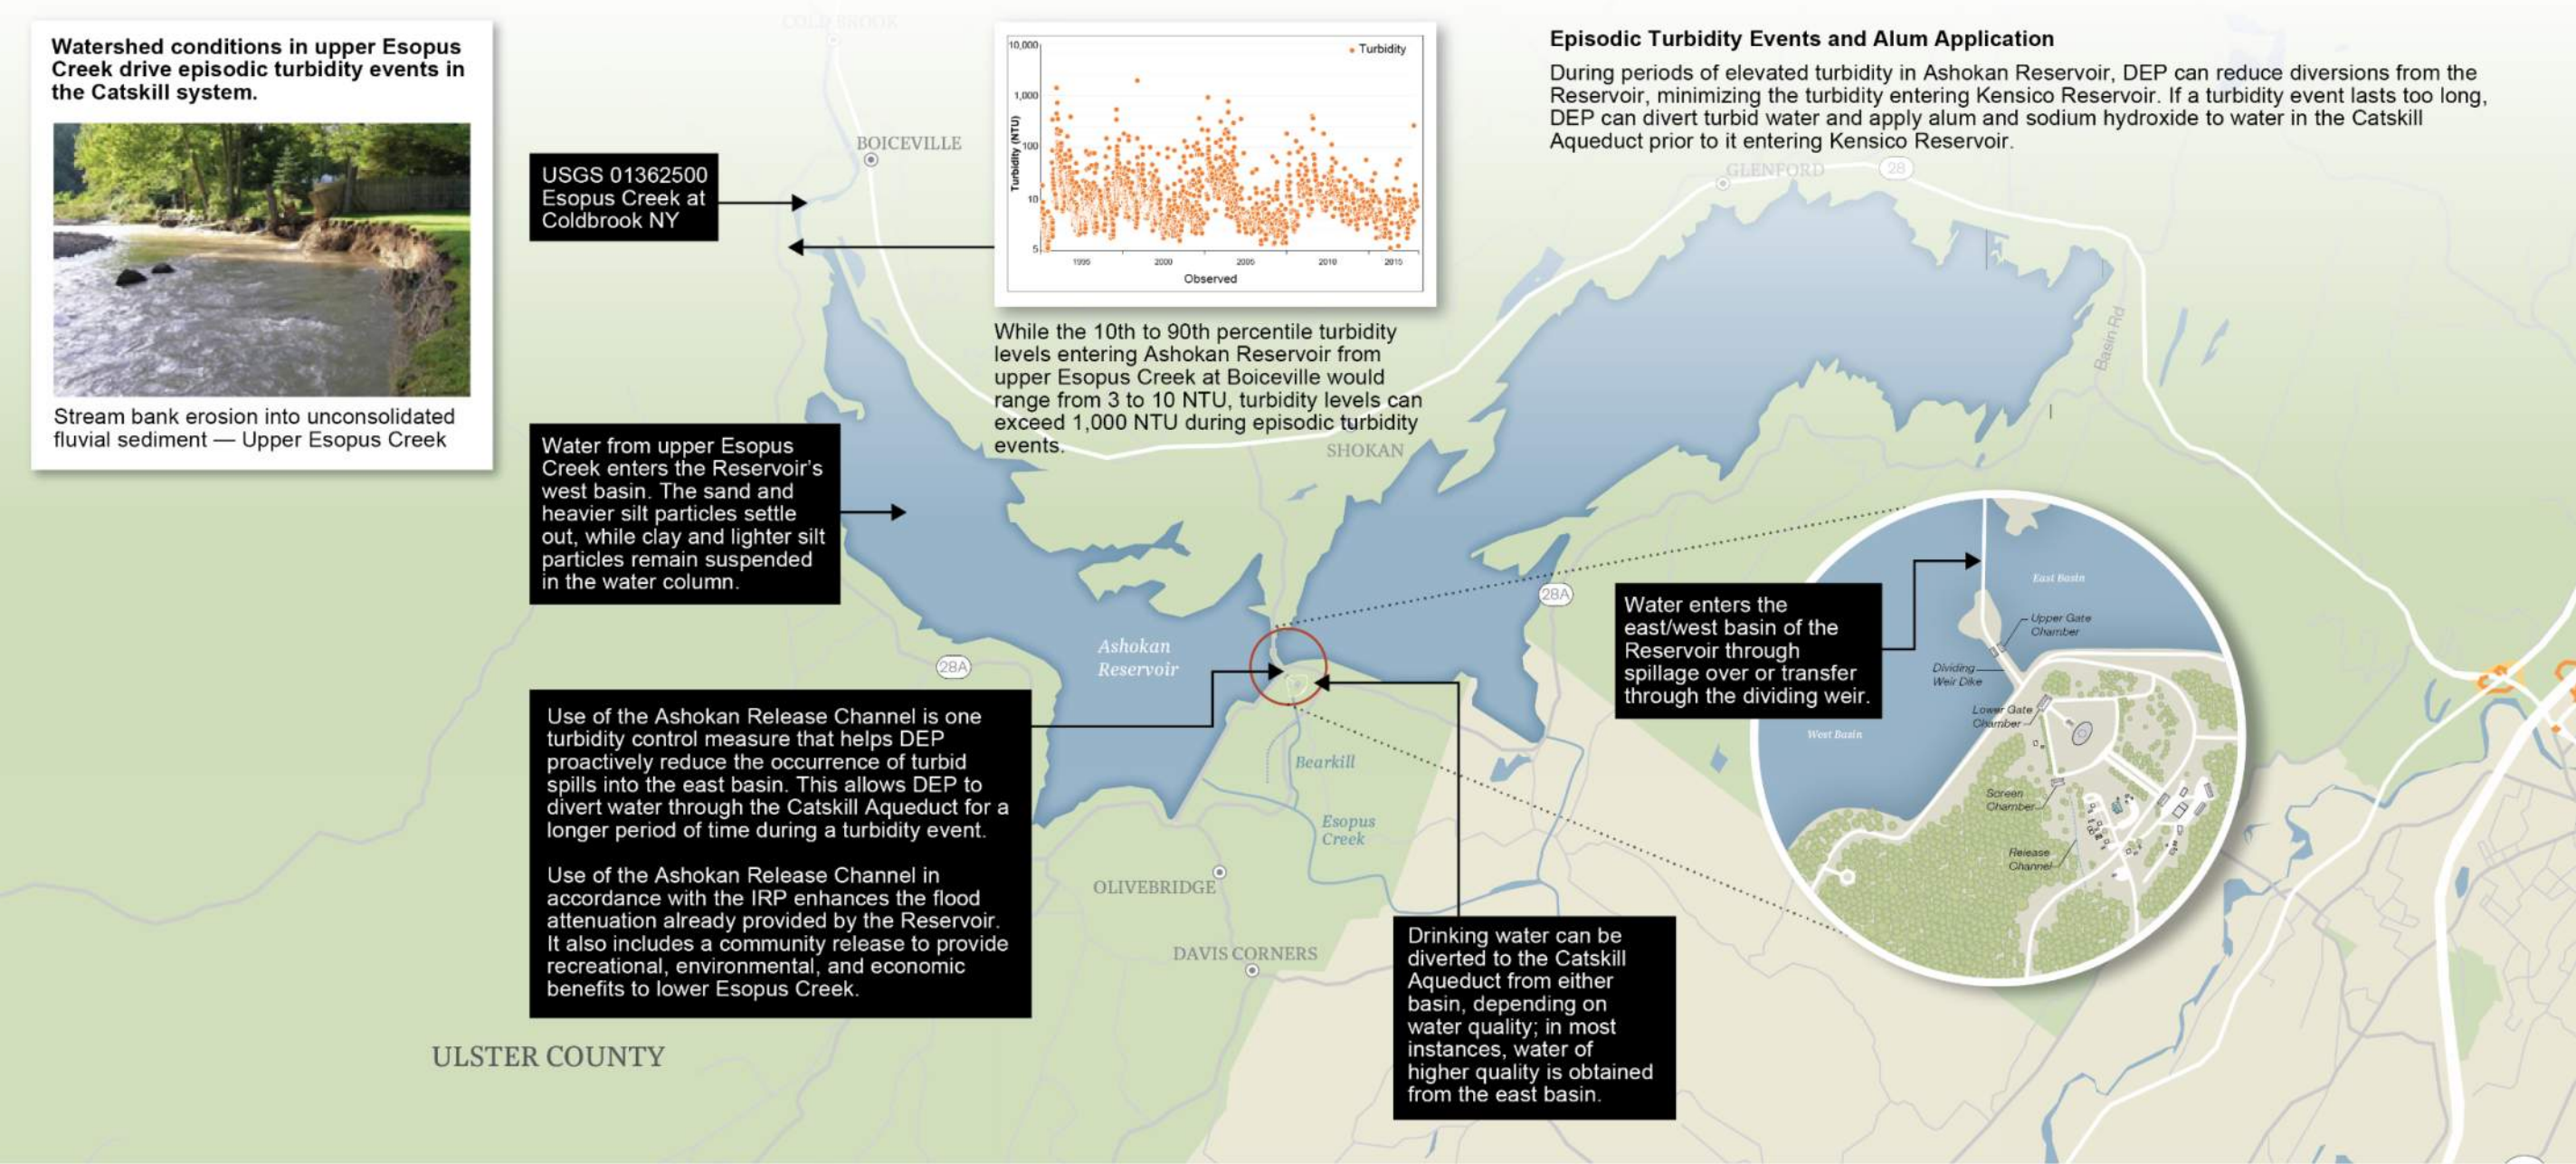 COLD BROOK
Watershed conditions in upper Esopus
Creek drive episodic turbidity events in
the Catskill system.
Stream bank erosion into unconsolidated
fluvial sediment — Upper Esopus Creek
USGS 01362500
Esopus Creek at
Coldbrook NY
BOICEVILLE
10,000
1,000
100
10
5
Turbidity (NTU)
Turbidity
1995
2000
2005
2010
2015
Observed
While the 10th to 90th percentile turbidity
levels entering Ashokan Reservoir from
upper Esopus Creek at Boiceville would
range from 3 to 10 NTU, turbidity levels can
exceed 1,000 NTU during episodic turbidity
events.
SHOKAN
Episodic Turbidity Events and Alum Application
During periods of elevated turbidity in Ashokan Reservoir, DEP can reduce diversions from the
Reservoir, minimizing the turbidity entering Kensico Reservoir. If a turbidity event lasts too long,
DEP can divert turbid water and apply alum and sodium hydroxide to water in the Catskill
Aqueduct prior to it entering Kensico Reservoir.
GLENFORD
28
Basin Rd
Water from upper Esopus
Creek enters the Reservoir's
west basin. The sand and
heavier silt particles settle
out, while clay and lighter silt
particles remain suspended
in the water column.
28A
Ashokan
Reservoir
28A
Water enters the
east/west basin of the
Reservoir through
spillage over or transfer
through the dividing weir.
East Basin
Upper Gate
Chamber
Dividing
Weir Dike
Lower Gate
Chamber
West Basin
Screen
Chamber
Release
Channel
Use of the Ashokan Release Channel is one
turbidity control measure that helps DEP
proactively reduce the occurrence of turbid
spills into the east basin. This allows DEP to
divert water through the Catskill Aqueduct for a
longer period of time during a turbidity event.
Use of the Ashokan Release Channel in
accordance with the IRP enhances the flood
attenuation already provided by the Reservoir.
It also includes a community release to provide
recreational, environmental, and economic
benefits to lower Esopus Creek.
Bearkill
Esopus
Creek
OLIVEBRIDGE
DAVIS CORNERS
Drinking water can be
diverted to the Catskill
Aqueduct from either
basin, depending on
water quality; in most
instances, water of
higher quality is obtained
from the east basin.
ULSTER COUNTY